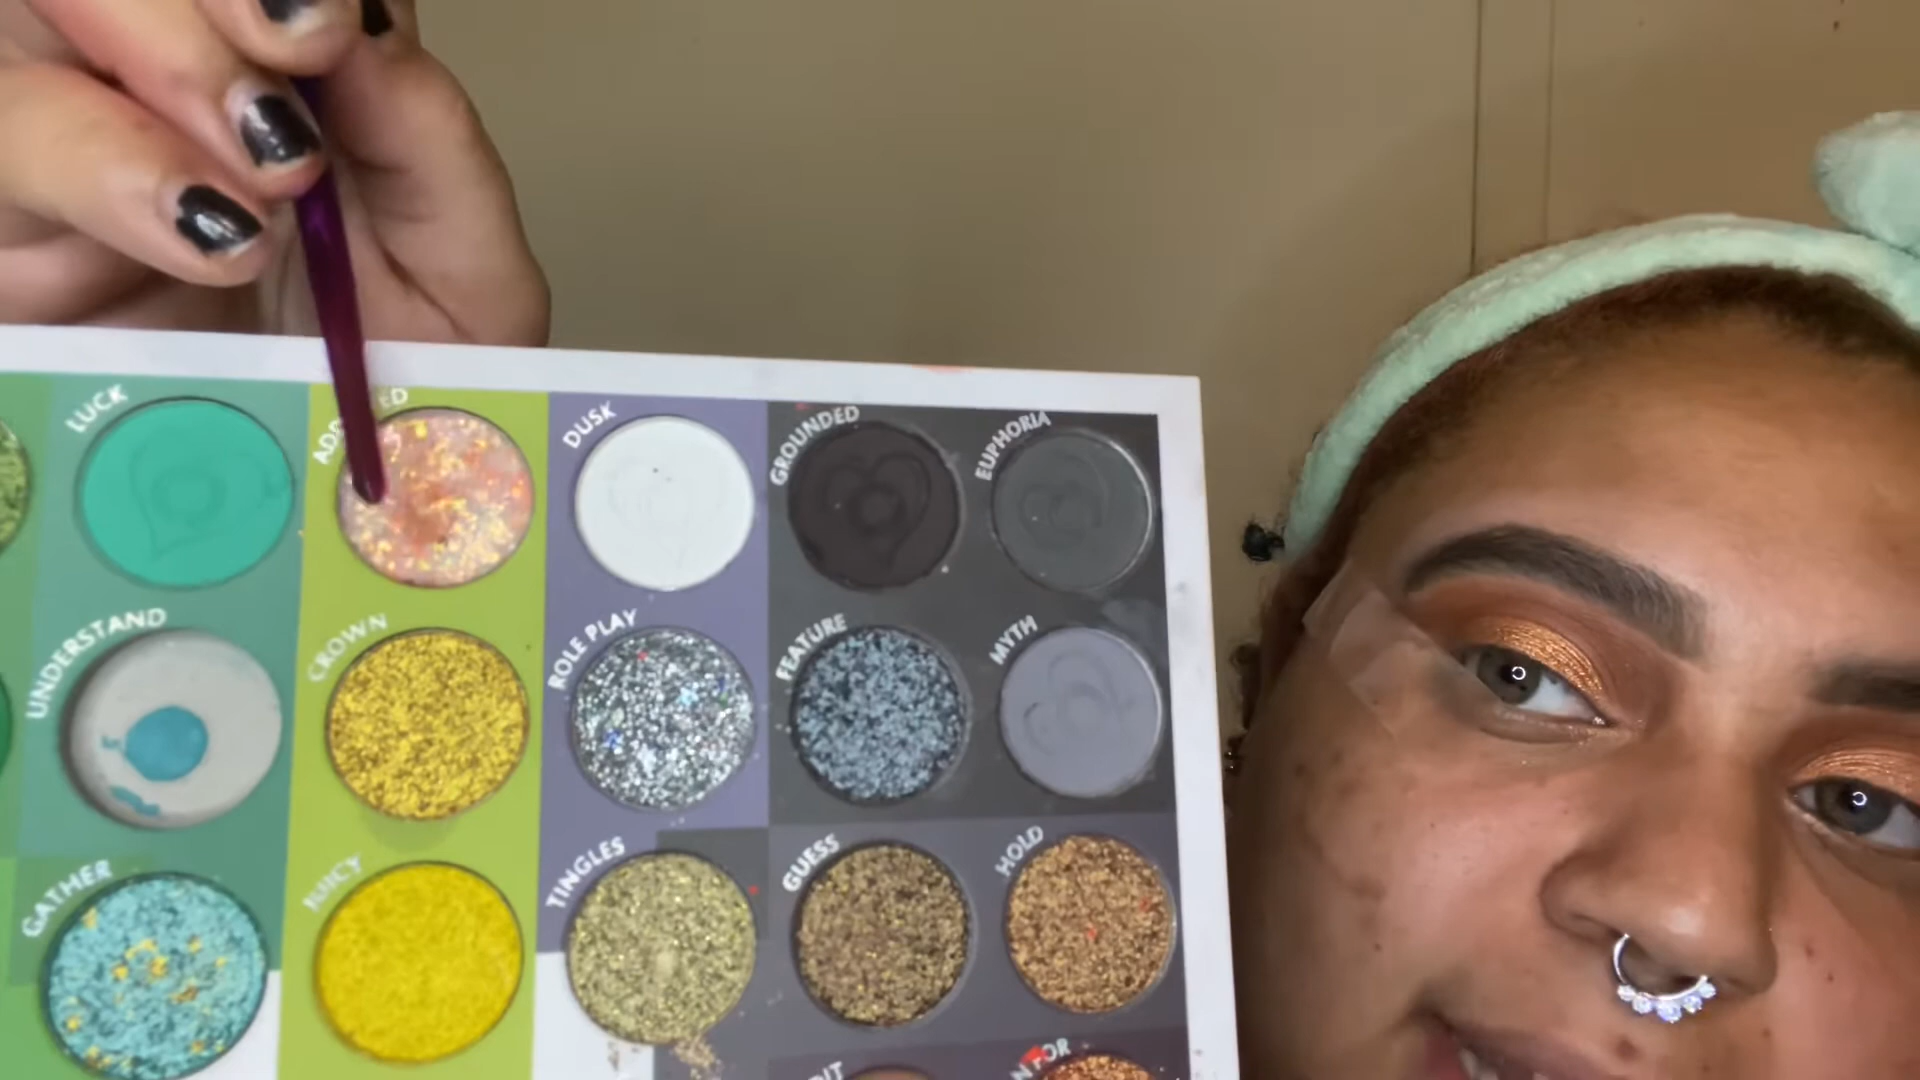 LUCK
DUSK
GROUNDED
EUPHORIA
UNDERSTAND
CROWN
ROLE PLAY
FEATURE
MYTH
GATHER
JUICY
TINGLES
GUESS
HOLD